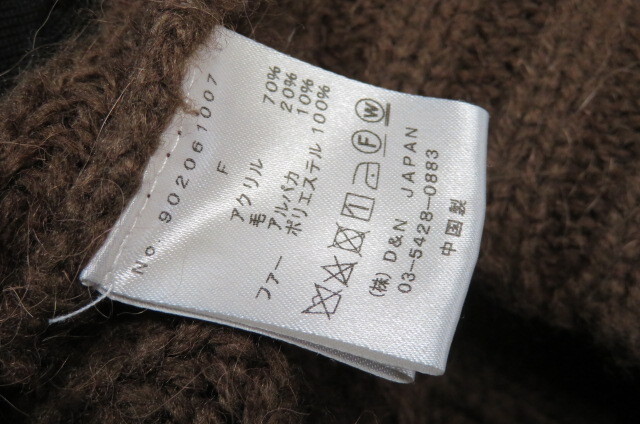 No. 902061007
F
アクリル 70%
毛 20%
アルパカ 10%
ファー ポリエステル 100%
F W
(株) D&N JAPAN
03-5428-0883
中国製